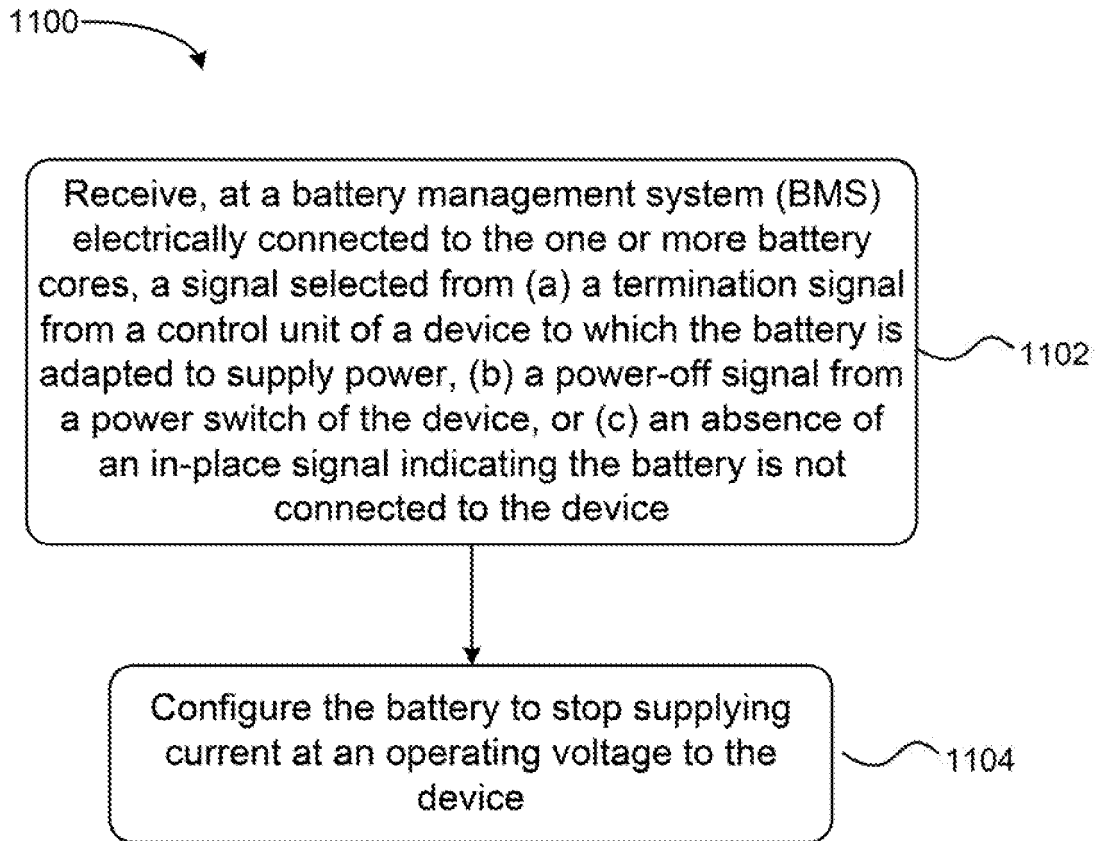 1100
Receive, at a battery management system (BMS)
electrically connected to the one or more battery
cores, a signal selected from (a) a termination signal
from a control unit of a device to which the battery is
adapted to supply power, (b) a power-off signal from
a power switch of the device, or (c) an absence of
an in-place signal indicating the battery is not
connected to the device
1102
Configure the battery to stop supplying
current at an operating voltage to the
device
1104